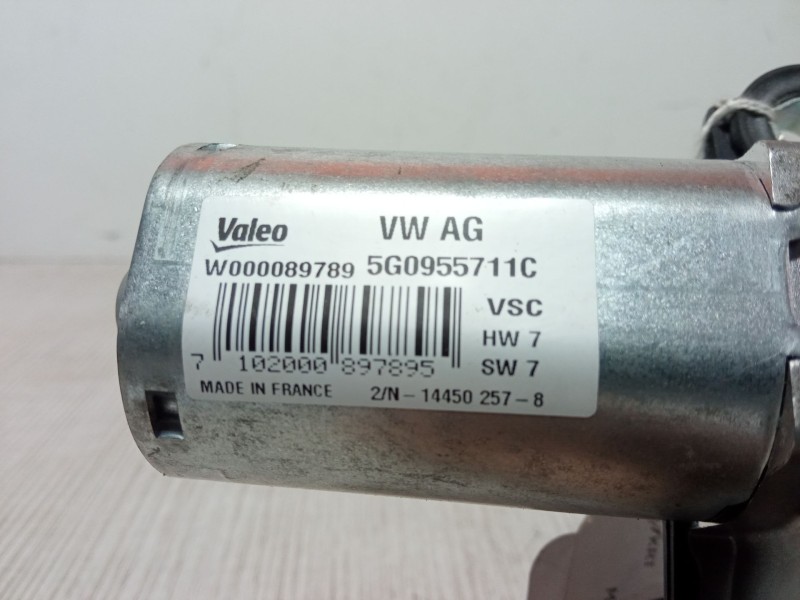 Valeo VW AG
W000089789 5G0955711C
VSC
HW 7
7 102000 897895 SW 7
MADE IN FRANCE 2/N - 14450 257 - 8